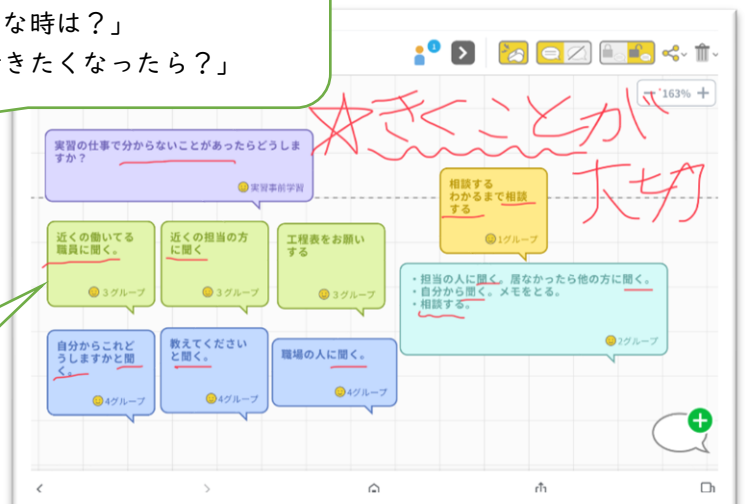 な時は？」
きたくなったら？」
163%
☆きくことが
大切
実習の仕事で分からないことがあったらどうしま
すか？
実習事前学習
相談する
わかるまで相談
する
1グループ
近くの働いてる
職員に聞く。
3グループ
近くの担当の方
に聞く
3グループ
工程表をお願い
する
3グループ
・担当の人に聞く。居なかったら他の方に聞く。
・自分から聞く。メモをとる。
・相談する。
2グループ
自分からこれど
うしますかと聞
く。
4グループ
教えてください
と聞く。
4グループ
職場の人に聞く。
4グループ